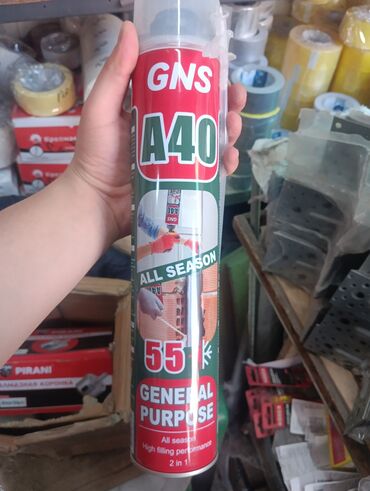 GNS
A40
ALL SEASON
55
GENERAL
PURPOSE
All season
High filling performance
2 in 1
PIRANI